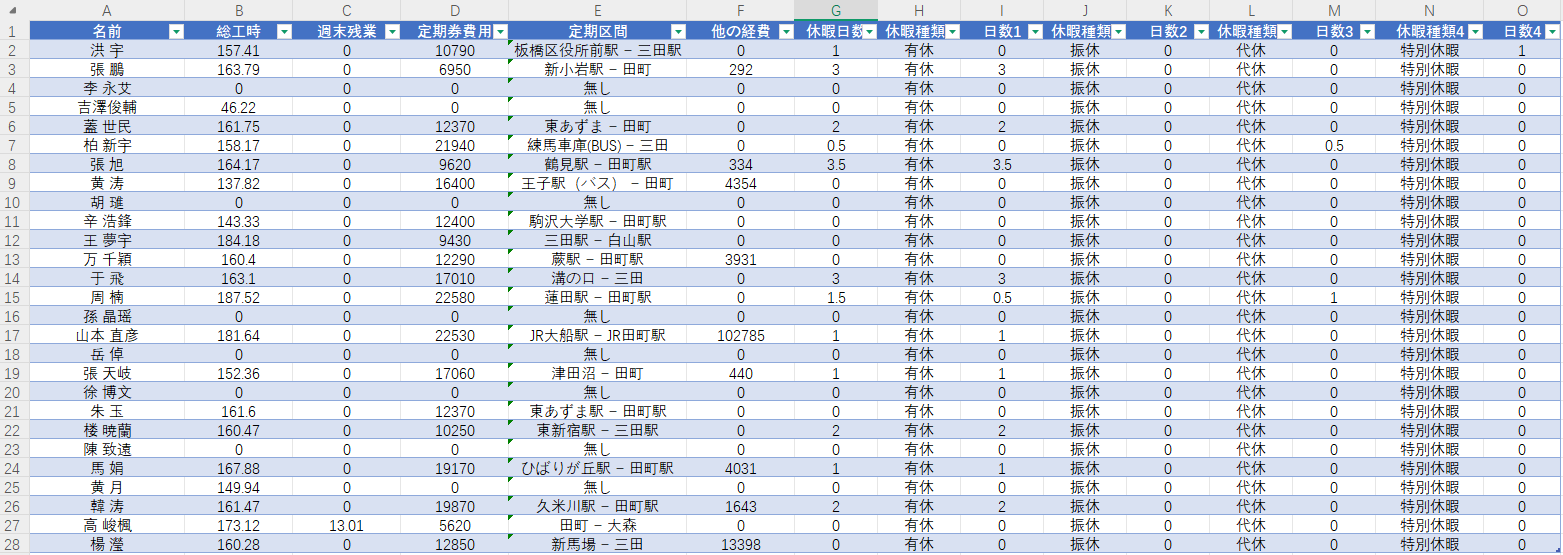 A B C D E F G H I J K L M N O
1 名前 総工時 週末残業 定期券費用 定期区間 他の経費 休暇日数 休暇種類 日数1 休暇種類 日数2 休暇種類 日数3 休暇種類4 日数4
2 洪 宇 157.41 0 10790 板橋区役所前駅 − 三田駅 0 1 有休 0 振休 0 代休 0 特別休暇 1
3 張 鵬 163.79 0 6950 新小岩駅 − 田町 292 3 有休 3 振休 0 代休 0 特別休暇 0
4 李 永艾 0 0 0 無し 0 0 有休 0 振休 0 代休 0 特別休暇 0
5 吉澤俊輔 46.22 0 0 無し 0 0 有休 0 振休 0 代休 0 特別休暇 0
6 蓋 世民 161.75 0 12370 東あずま − 田町 0 2 有休 2 振休 0 代休 0 特別休暇 0
7 柏 新宇 158.17 0 21940 練馬車庫(BUS) − 三田 0 0.5 有休 0 振休 0 代休 0.5 特別休暇 0
8 張 旭 164.17 0 9620 鶴見駅 − 田町駅 334 3.5 有休 3.5 振休 0 代休 0 特別休暇 0
9 黄 涛 137.82 0 16400 王子駅（バス） − 田町 4354 0 有休 0 振休 0 代休 0 特別休暇 0
10 胡 0 0 0 無し 0 0 有休 0 振休 0 代休 0 特別休暇 0
11 辛 浩鋒 143.33 0 12400 駒沢大学駅 − 田町駅 0 0 有休 0 振休 0 代休 0 特別休暇 0
12 王 夢宇 184.18 0 9430 三田駅 − 白山駅 0 0 有休 0 振休 0 代休 0 特別休暇 0
13 万 千穎 160.4 0 12290 蕨駅 − 田町駅 3931 0 有休 0 振休 0 代休 0 特別休暇 0
14 于 飛 163.1 0 17010 溝の口 − 三田 0 3 有休 3 振休 0 代休 0 特別休暇 0
15 周 楠 187.52 0 22580 蓮田駅 − 田町駅 0 1.5 有休 0.5 振休 0 代休 1 特別休暇 0
16 孫 晶瑶 0 0 0 無し 0 0 有休 0 振休 0 代休 0 特別休暇 0
17 山本 直彦 181.64 0 22530 JR大船駅 − JR田町駅 102785 1 有休 1 振休 0 代休 0 特別休暇 0
18 岳 倬 0 0 0 無し 0 0 有休 0 振休 0 代休 0 特別休暇 0
19 張 天岐 152.36 0 17060 津田沼 − 田町 440 1 有休 1 振休 0 代休 0 特別休暇 0
20 徐 博文 0 0 0 無し 0 0 有休 0 振休 0 代休 0 特別休暇 0
21 朱 玉 161.6 0 12370 東あずま駅 − 田町駅 0 0 有休 0 振休 0 代休 0 特別休暇 0
22 楼 暁蘭 160.47 0 10250 東新宿駅 − 三田駅 0 2 有休 2 振休 0 代休 0 特別休暇 0
23 陳 致遠 0 0 0 無し 0 0 有休 0 振休 0 代休 0 特別休暇 0
24 馬 娟 167.88 0 19170 ひばりが丘駅 − 田町駅 4031 1 有休 1 振休 0 代休 0 特別休暇 0
25 黄 月 149.94 0 0 無し 0 0 有休 0 振休 0 代休 0 特別休暇 0
26 韓 涛 161.47 0 19870 久米川駅 − 田町駅 1643 2 有休 2 振休 0 代休 0 特別休暇 0
27 高 峻楓 173.12 13.01 5620 田町 − 大森 0 0 有休 0 振休 0 代休 0 特別休暇 0
28 楊 瀅 160.28 0 12850 新馬場 − 三田 13398 0 有休 0 振休 0 代休 0 特別休暇 0